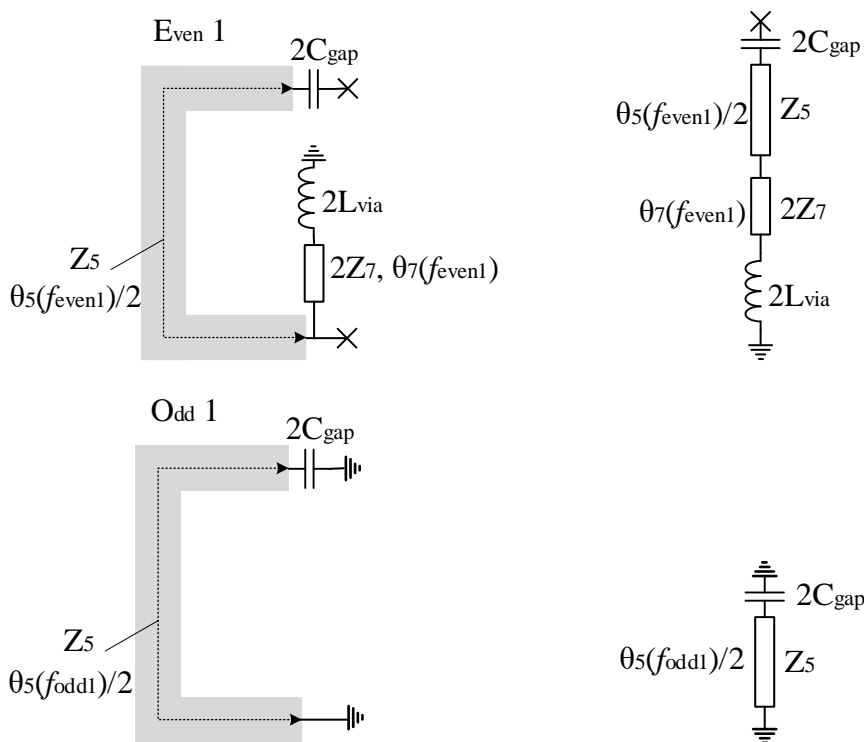 Even 1
2Cgap
2Lvia
2Z7, θ7(feven1)
Z5
θ5(feven1)/2
2Cgap
θ5(feven1)/2
Z5
θ7(feven1)
2Z7
2Lvia
Odd 1
2Cgap
Z5
θ5(fodd1)/2
2Cgap
θ5(fodd1)/2
Z5